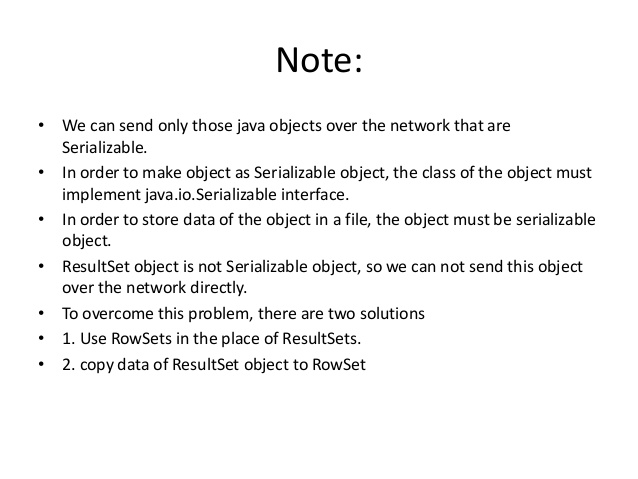 Note:
• We can send only those java objects over the network that are
Serializable.
• In order to make object as Serializable object, the class of the object must
implement java.io.Serializable interface.
• In order to store data of the object in a file, the object must be serializable
object.
• ResultSet object is not Serializable object, so we can not send this object
over the network directly.
• To overcome this problem, there are two solutions
• 1. Use RowSets in the place of ResultSets.
• 2. copy data of ResultSet object to RowSet